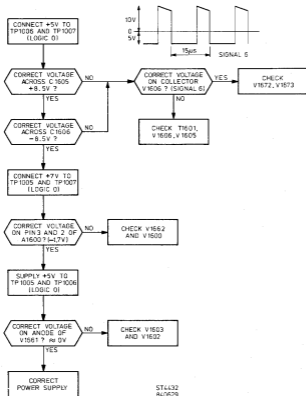 10V
0
5V
15µs
SIGNAL 6
CONNECT +5V TO
TP1006 AND TP1007
(LOGIC 0)
CORRECT VOLTAGE
ACROSS C1605
+8.5V ?
NO
YES
CORRECT VOLTAGE
ON COLLECTOR
V1606 ? (SIGNAL 6)
YES
NO
CHECK
V1672, V1673
CHECK T1601,
V1606, V1605
CORRECT VOLTAGE
ACROSS C1606
-8.5V ?
NO
YES
CONNECT +7V TO
TP1005 AND TP1007
(LOGIC 0)
CORRECT VOLTAGE
ON PIN 3 AND 2 OF
A1600 ? (-1,7V)
NO
YES
CHECK V1662
AND V1600
SUPPLY +5V TO
TP1005 AND TP1006
(LOGIC 0)
CORRECT VOLTAGE
ON ANODE OF
V1561 ? ≈ 0V
NO
YES
CHECK V1603
AND V1602
CORRECT
POWER SUPPLY
ST4432
840629